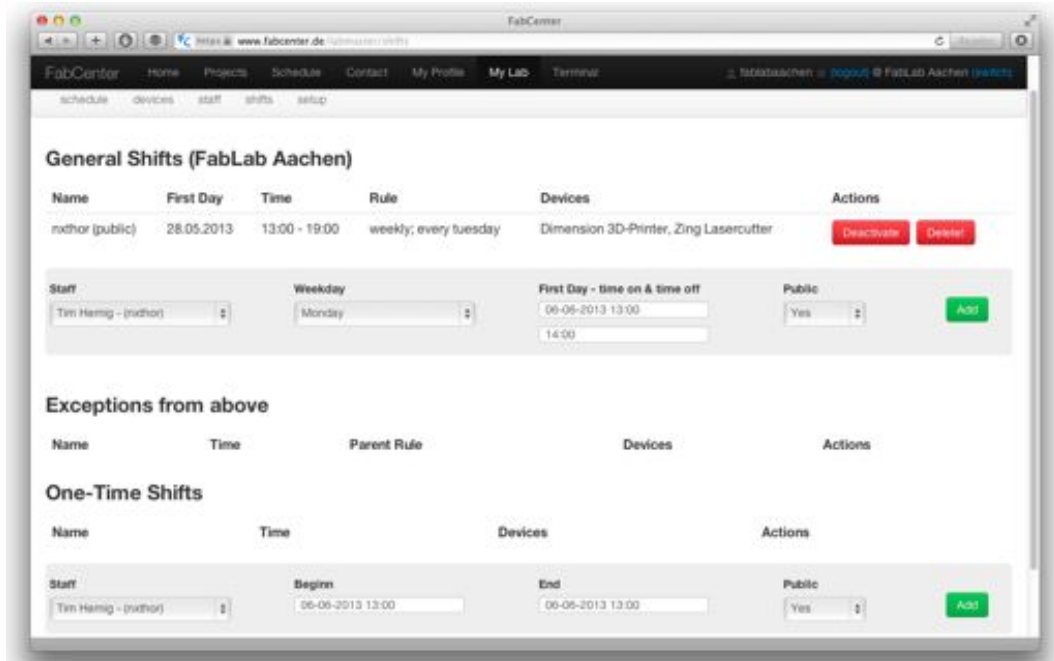 FabCenter
www.fabcenter.de
FabCenter Home Projects Schedule Contact My Profile My Lab Terminal fablabaachen (logout) @ FabLab Aachen (switch)
schedule devices staff shifts setup
General Shifts (FabLab Aachen)
Name First Day Time Rule Devices Actions
nxthor (public) 28.05.2013 13:00 - 19:00 weekly; every tuesday Dimension 3D-Printer, Zing Lasercutter Deactivate Delete!
Staff Weekday First Day - time on & time off Public
Tim Hemig - (nxthor) Monday 06-06-2013 13:00 Yes Add
14:00
Exceptions from above
Name Time Parent Rule Devices Actions
One-Time Shifts
Name Time Devices Actions
Staff Beginn End Public
Tim Hemig - (nxthor) 06-06-2013 13:00 06-06-2013 13:00 Yes Add